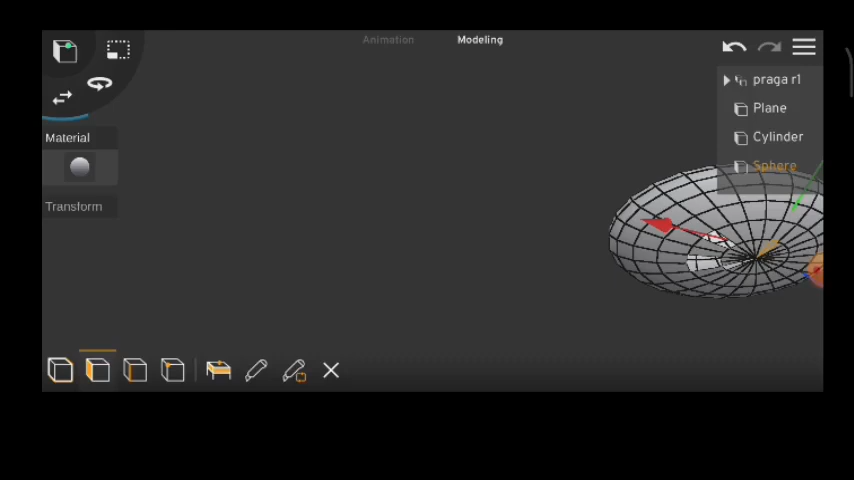 Animation
Modeling
praga r1
Plane
Cylinder
Sphere
Material
Transform